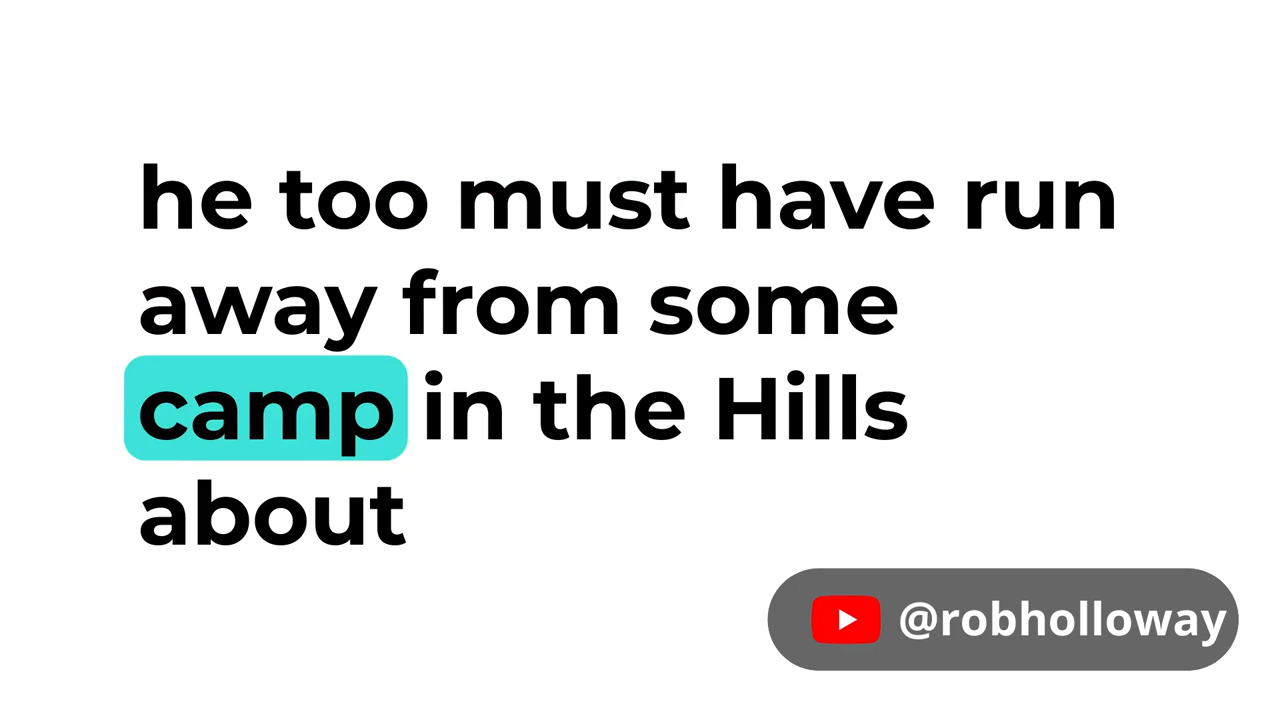 he too must have run
away from some
camp in the Hills
about
@robholloway